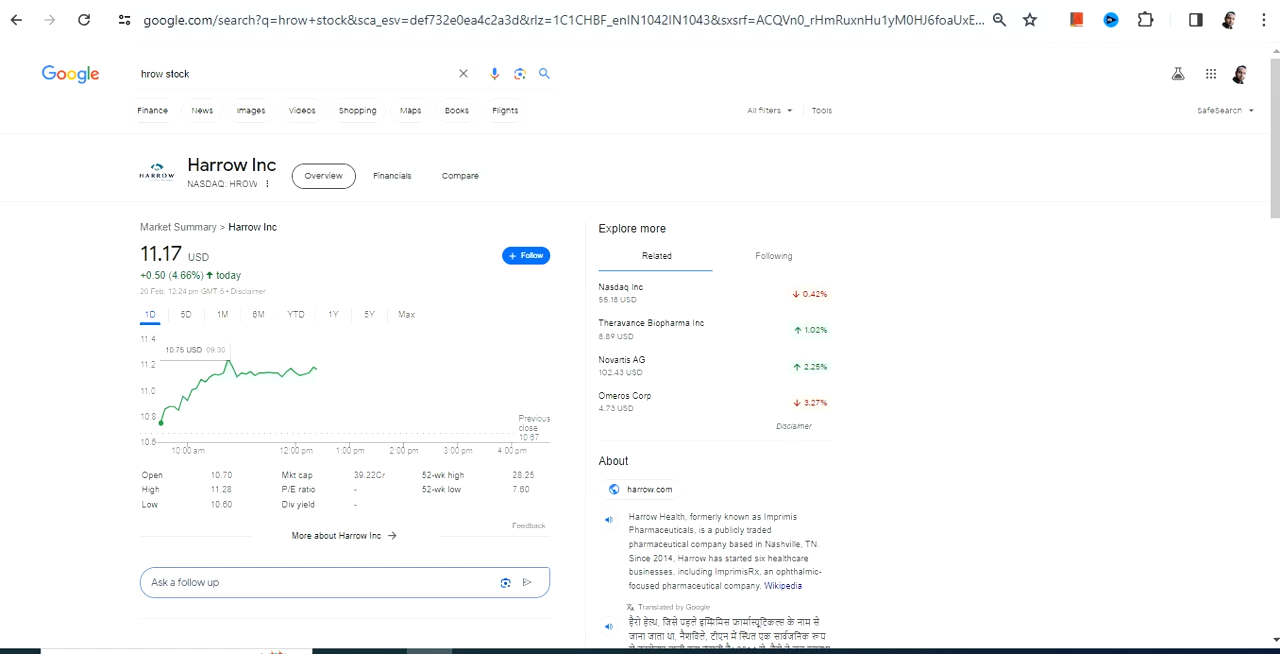 google.com/search?q=hrow+stock&sca_esv=def732e0ea4c2a3d&rlz=1C1CHBF_enIN1042IN1043&sxsrf=ACQVn0_rHmRuxnHu1yM0HJ6foaUxE...
Google
hrow stock
Finance News Images Videos Shopping Maps Books Flights All filters Tools SafeSearch
HARROW
Harrow Inc
NASDAQ: HROW
Overview Financials Compare
Market Summary > Harrow Inc
11.17 USD
+ Follow
+0.50 (4.66%) today
20 Feb, 12:24 pm GMT-5 • Disclaimer
1D 5D 1M 6M YTD 1Y 5Y Max
11.4
11.2
11.0
10.8
10.6
10.75 USD 09:30
Previous
close
10.67
10:00 am 12:00 pm 1:00 pm 2:00 pm 3:00 pm 4:00 pm
Open 10.70 Mkt cap 39.22Cr 52-wk high 28.25
High 11.28 P/E ratio - 52-wk low 7.60
Low 10.60 Div yield -
Feedback
More about Harrow Inc
Ask a follow up
Explore more
Related Following
Nasdaq Inc
55.18 USD
0.42%
Theravance Biopharma Inc
8.89 USD
1.02%
Novartis AG
102.43 USD
2.25%
Omeros Corp
4.73 USD
3.27%
Disclaimer
About
harrow.com
Harrow Health, formerly known as Imprimis
Pharmaceuticals, is a publicly traded
pharmaceutical company based in Nashville, TN.
Since 2014, Harrow has started six healthcare
businesses, including ImprimisRx, an ophthalmic-
focused pharmaceutical company. Wikipedia
Translated by Google
हैरो हेल्थ, जिसे पहले इम्प्रिमिस फार्मास्यूटिकल्स के नाम से
जाना जाता था, नैशविले, टीएन में स्थित एक सार्वजनिक रूप